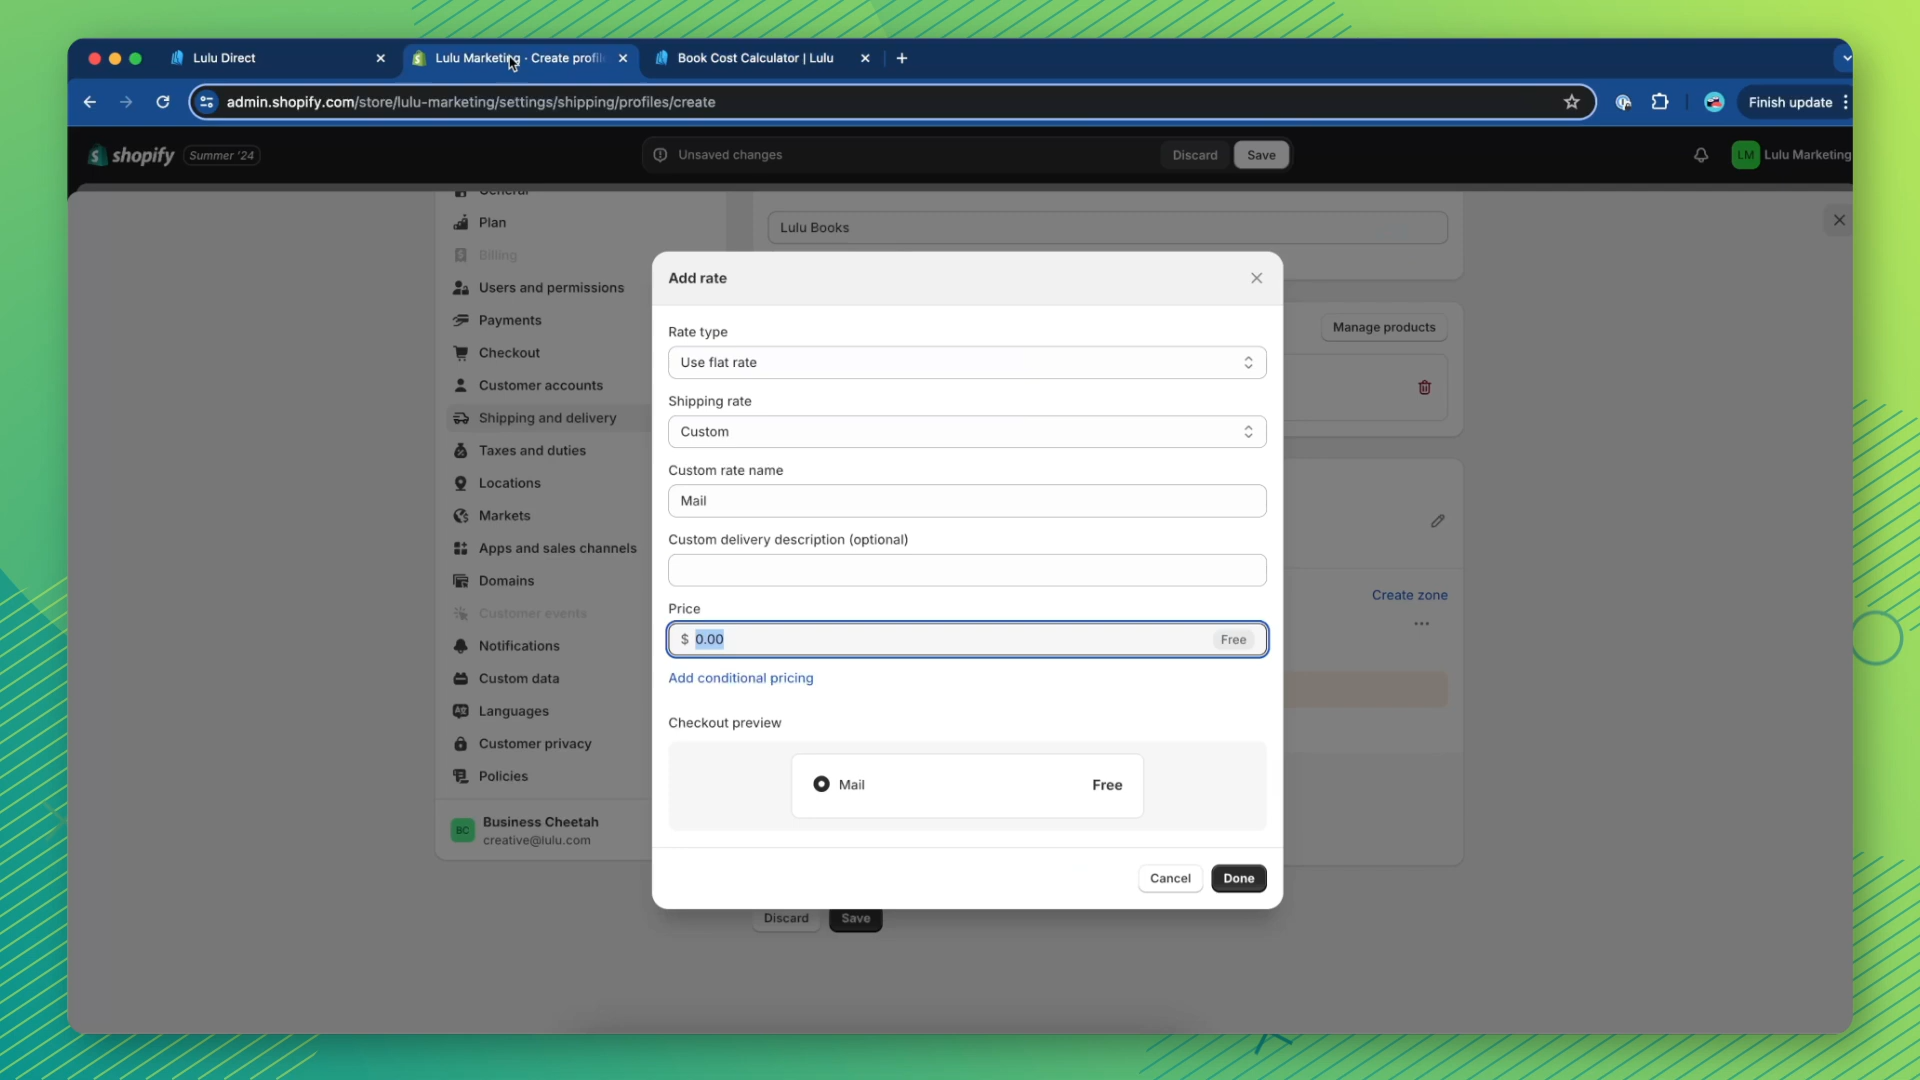 Lulu Direct
Lulu Marketing · Create profil
Book Cost Calculator | Lulu
admin.shopify.com/store/lulu-marketing/settings/shipping/profiles/create
Finish update
shopify
Summer '24
Unsaved changes
Discard
Save
LM
Lulu Marketing
General
Plan
Billing
Users and permissions
Payments
Checkout
Customer accounts
Shipping and delivery
Taxes and duties
Locations
Markets
Apps and sales channels
Domains
Customer events
Notifications
Custom data
Languages
Customer privacy
Policies
BC
Business Cheetah
creative@lulu.com
Lulu Books
Manage products
Create zone
Add rate
Rate type
Use flat rate
Shipping rate
Custom
Custom rate name
Mail
Custom delivery description (optional)
Price
$ 0.00
Free
Add conditional pricing
Checkout preview
Mail
Free
Cancel
Done
Discard
Save